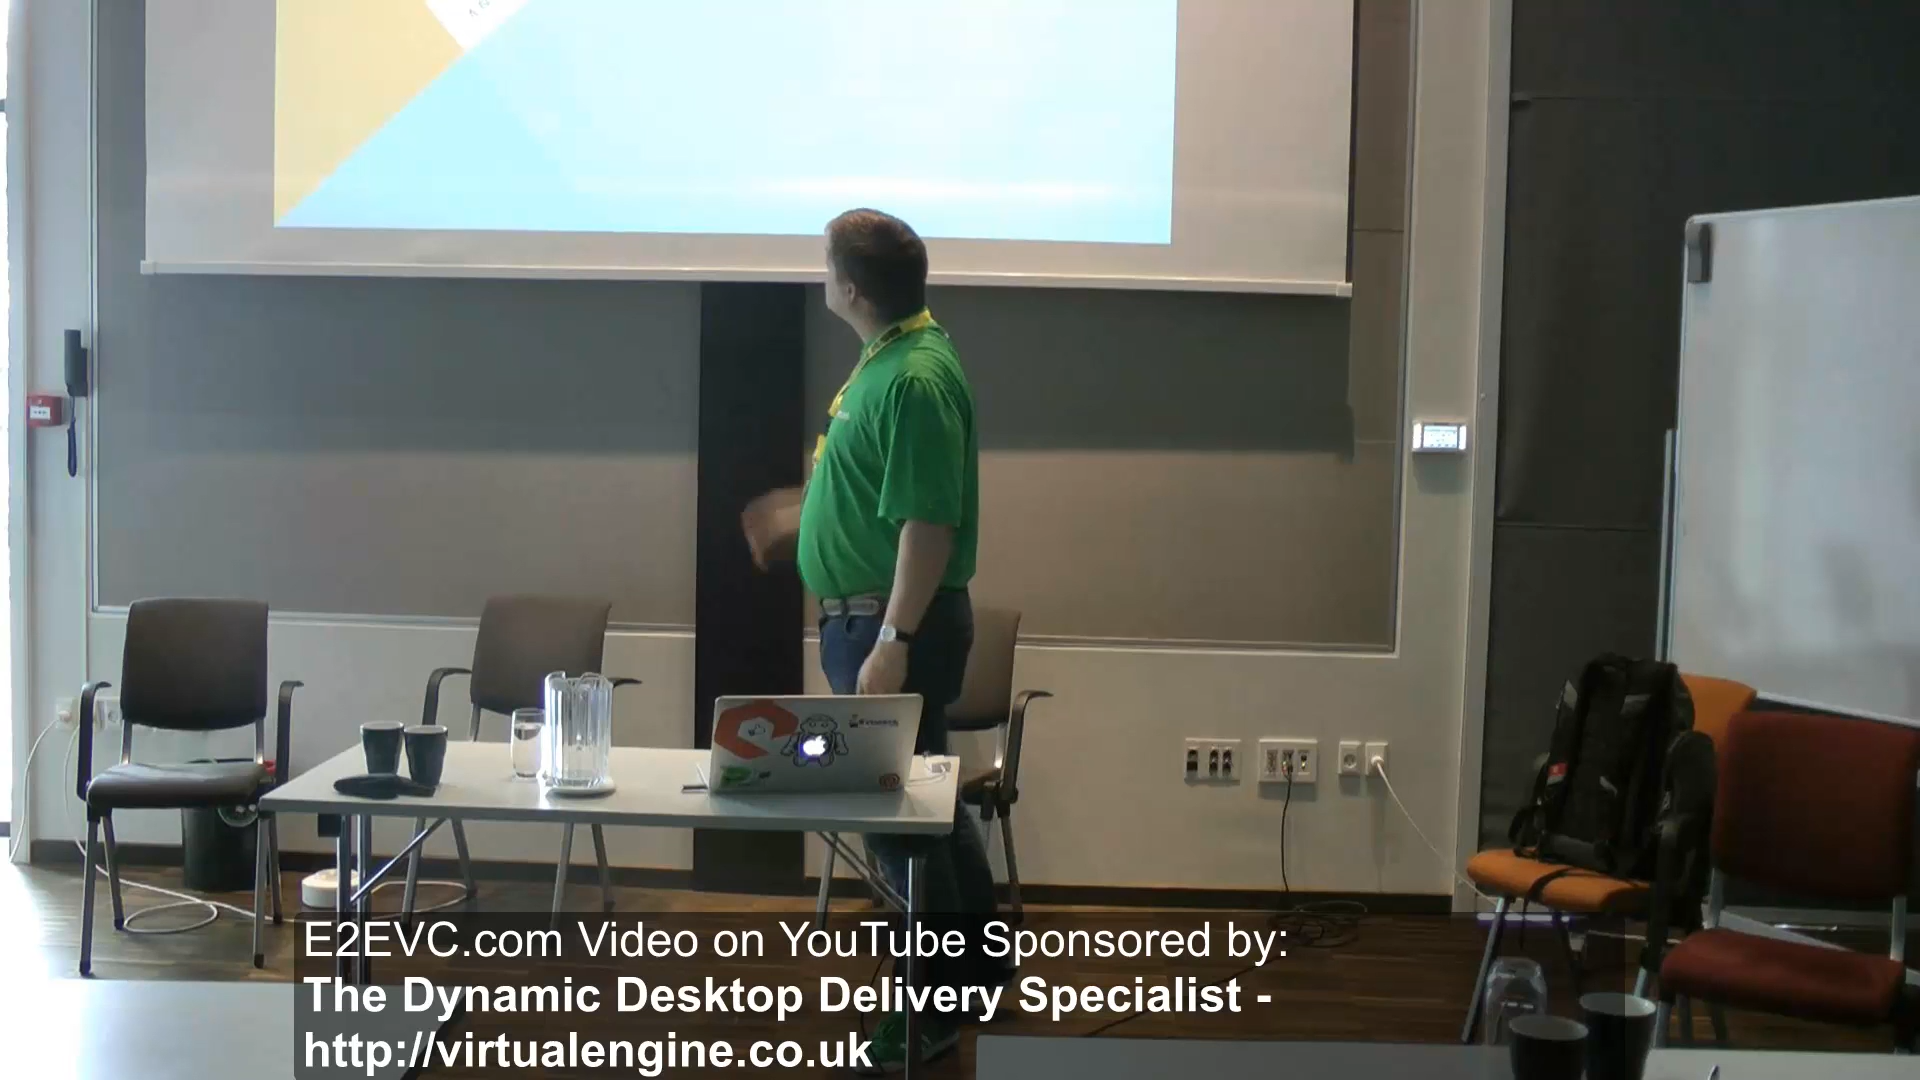 E2EVC.com Video on YouTube Sponsored by:
The Dynamic Desktop Delivery Specialist -
http://virtualengine.co.uk